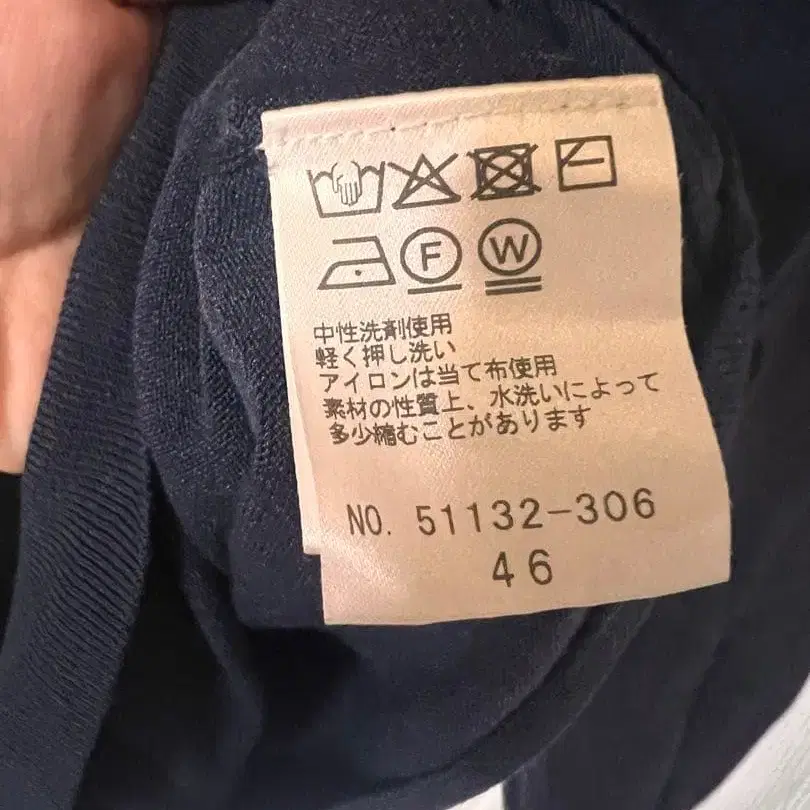 F W
中性洗剤使用
軽く押し洗い
アイロンは当て布使用
素材の性質上、水洗いによって
多少縮むことがあります
NO. 51132-306
46